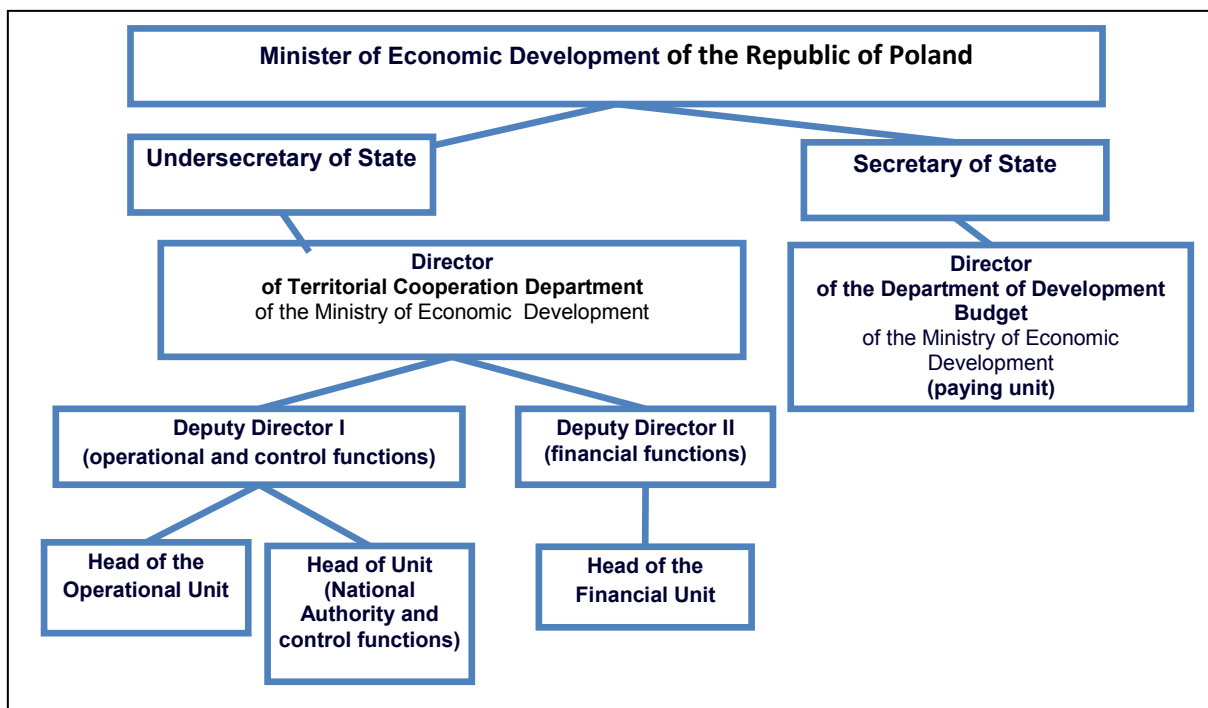 Minister of Economic Development of the Republic of Poland
Undersecretary of State
Secretary of State
Director
of Territorial Cooperation Department
of the Ministry of Economic Development
Director
of the Department of Development
Budget
of the Ministry of Economic
Development
(paying unit)
Deputy Director I
(operational and control functions)
Deputy Director II
(financial functions)
Head of the
Operational Unit
Head of Unit
(National
Authority and
control functions)
Head of the
Financial Unit